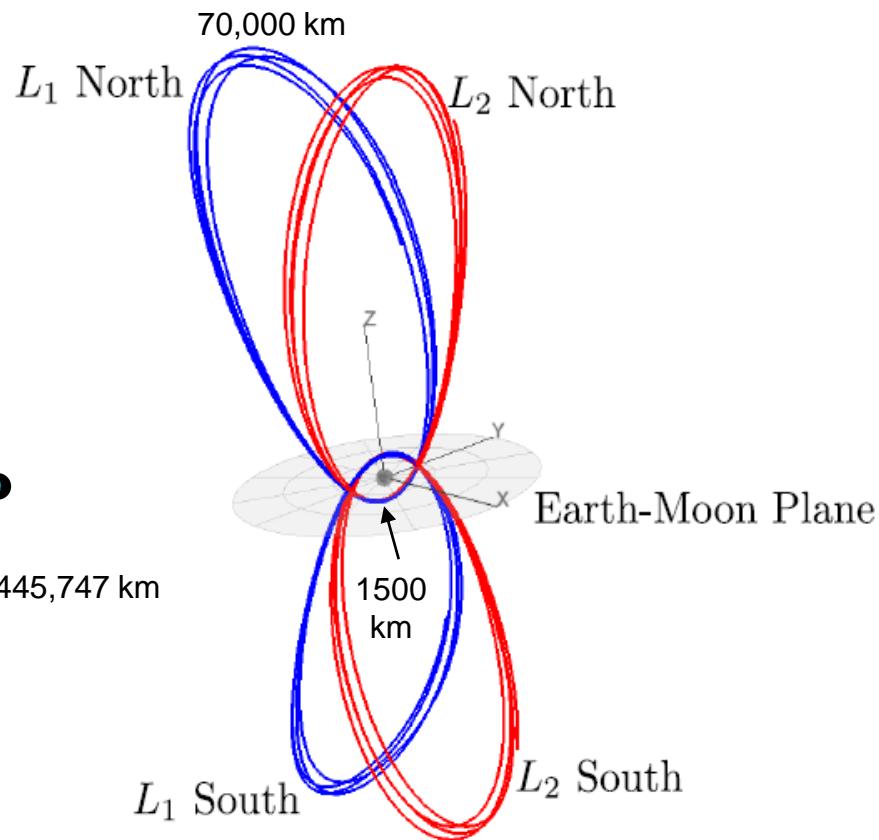 70,000 km
L₁ North
L₂ North
Z
Y
X
Earth-Moon Plane
445,747 km
1500
km
L₂ South
L₁ South